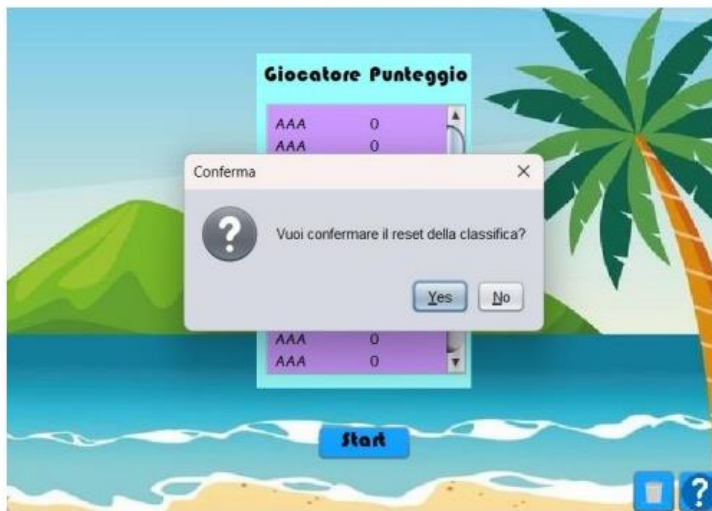 Giocatore Punteggio
AAA 0
AAA 0
Conferma
Vuoi confermare il reset della classifica?
Yes No
AAA 0
AAA 0
Start
?